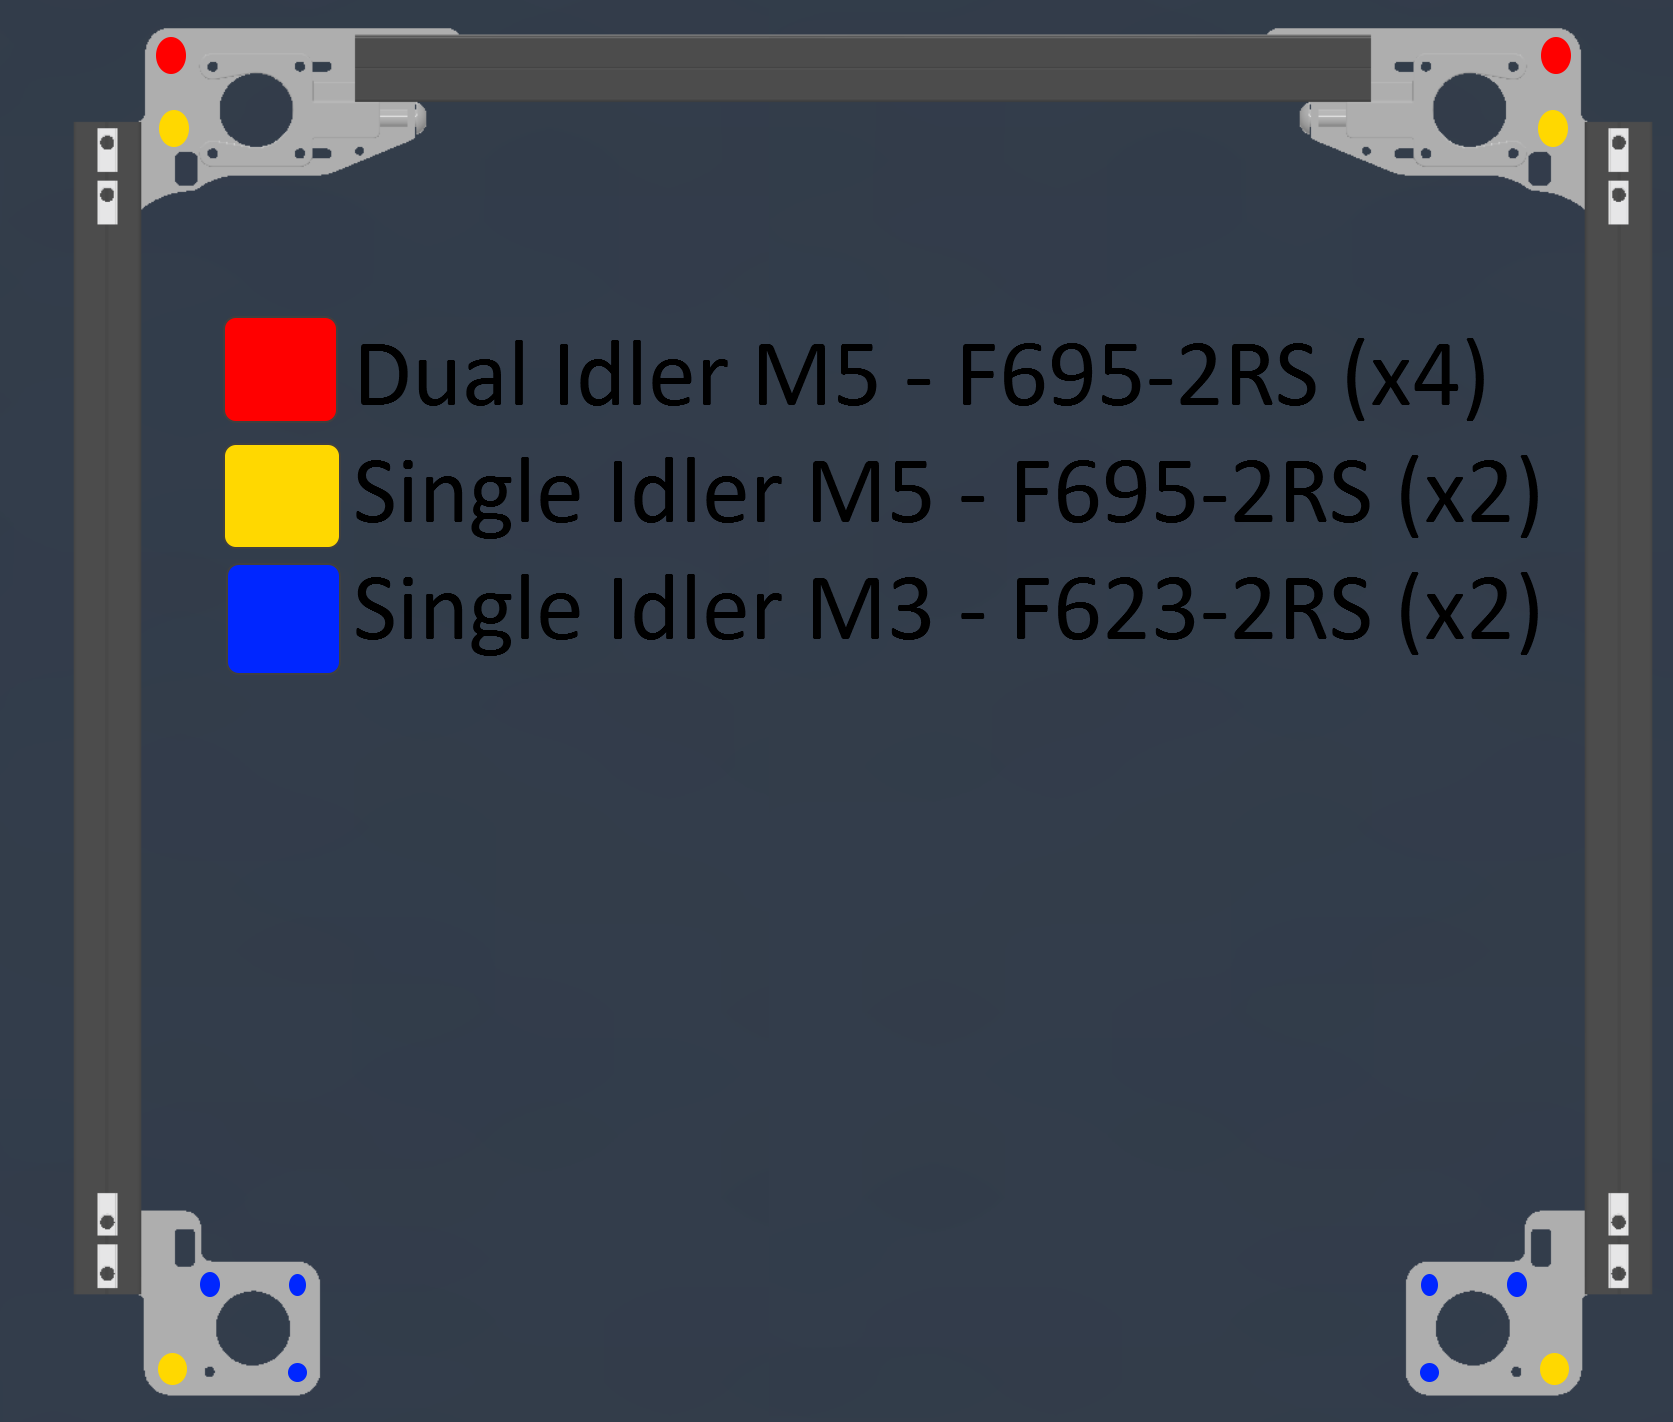 Dual Idler M5 - F695-2RS (x4)
Single Idler M5 - F695-2RS (x2)
Single Idler M3 - F623-2RS (x2)